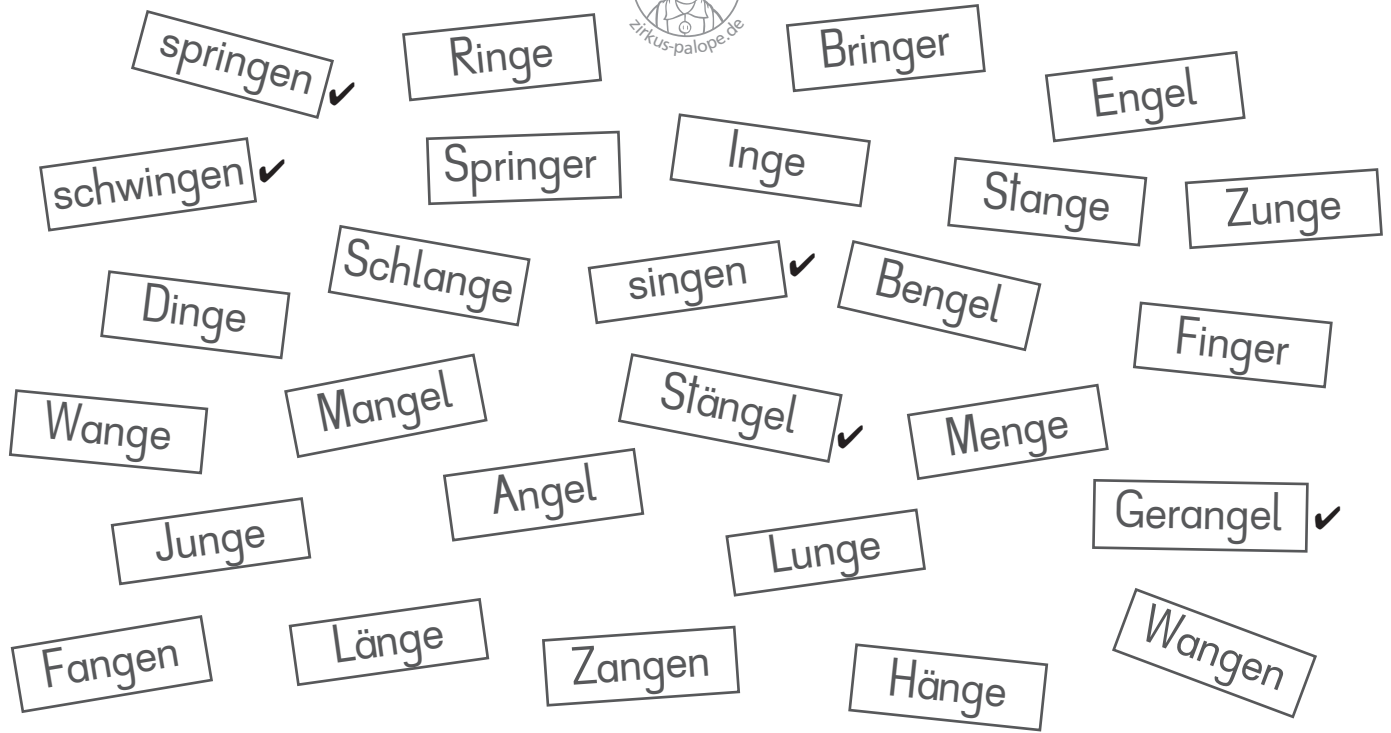 zirkus-palope.de
springen
Ringe
Bringer
Engel
schwingen
Springer
Inge
Stange
Zunge
Schlange
singen
Bengel
Dinge
Finger
Wange
Mangel
Stängel
Menge
Angel
Gerangel
Junge
Lunge
Fangen
Länge
Zangen
Hänge
Wangen